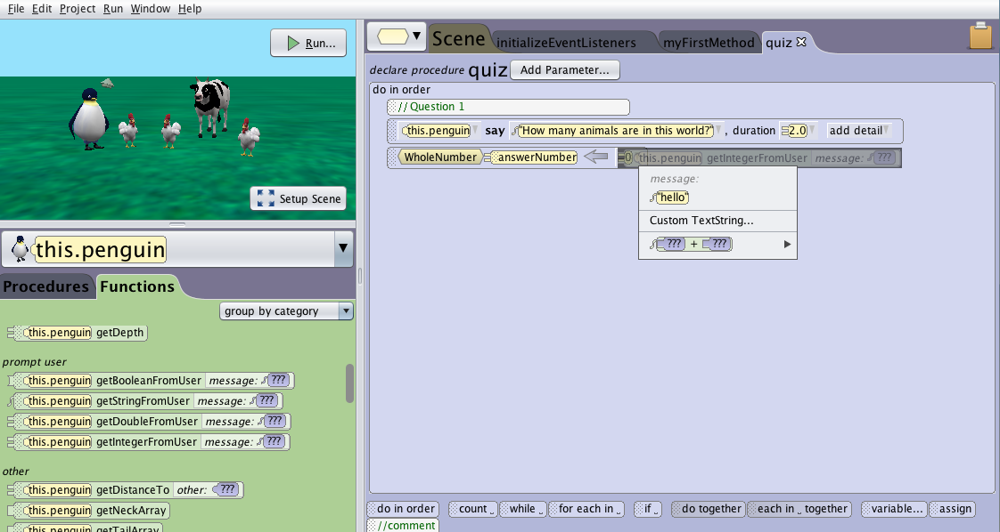 File Edit Project Run Window Help
Run...
Setup Scene
this.penguin
Procedures Functions
group by category
this.penguin getDepth
prompt user
this.penguin getBooleanFromUser message: ???
this.penguin getStringFromUser message: ???
this.penguin getDoubleFromUser message: ???
this.penguin getIntegerFromUser message: ???
other
this.penguin getDistanceTo other: ???
this.penguin getNeckArray
this.penguin getTailArray
Scene initializeEventListeners myFirstMethod quiz
declare procedure quiz Add Parameter...
do in order
// Question 1
this.penguin say "How many animals are in this world?" , duration 2.0 add detail
WholeNumber answerNumber 0 this.penguin getIntegerFromUser message: ???
message:
"hello"
Custom TextString...
??? + ???
do in order count _ while _ for each in _ if _ do together each in _ together variable... assign
//comment